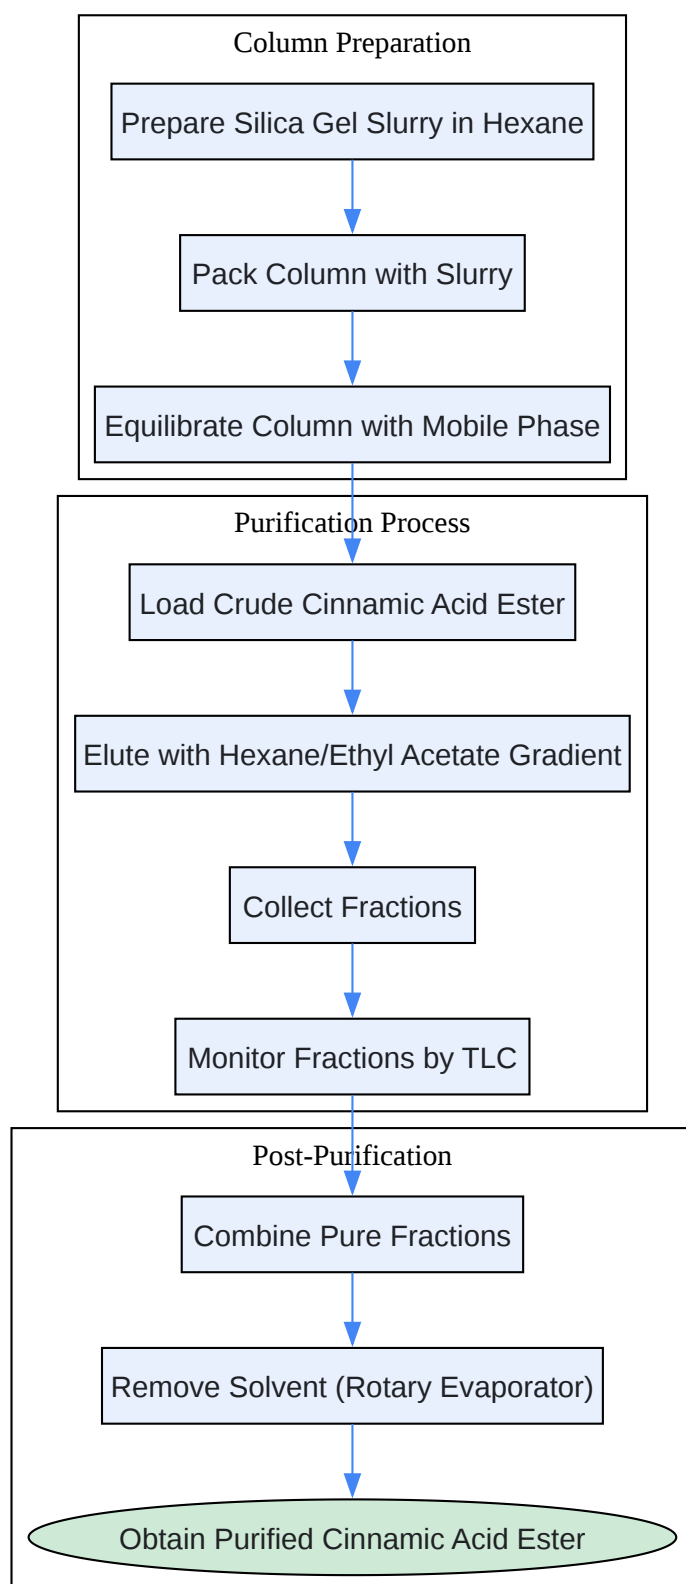 Column Preparation
Prepare Silica Gel Slurry in Hexane
Pack Column with Slurry
Equilibrate Column with Mobile Phase
Purification Process
Load Crude Cinnamic Acid Ester
Elute with Hexane/Ethyl Acetate Gradient
Collect Fractions
Monitor Fractions by TLC
Post-Purification
Combine Pure Fractions
Remove Solvent (Rotary Evaporator)
Obtain Purified Cinnamic Acid Ester